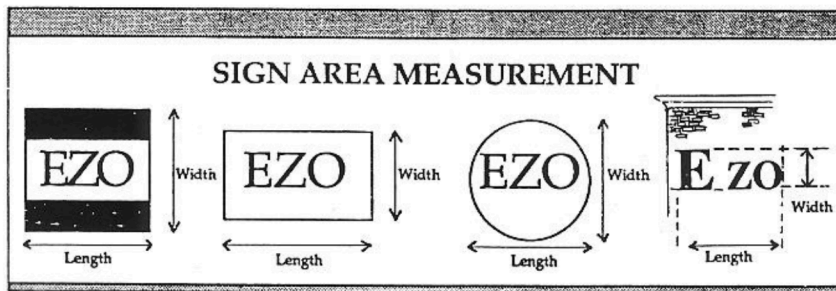 SIGN AREA MEASUREMENT
EZO
Width
Length
EZO
Width
Length
EZO
Width
Length
E ZO
Width
Length